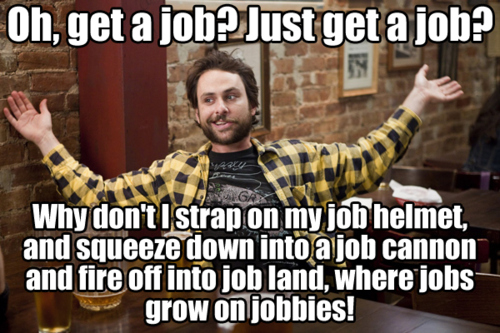 Oh, get a job? Just get a job?
Why don't I strap on my job helmet,
and squeeze down into a job cannon
and fire off into job land, where jobs
grow on jobbies!